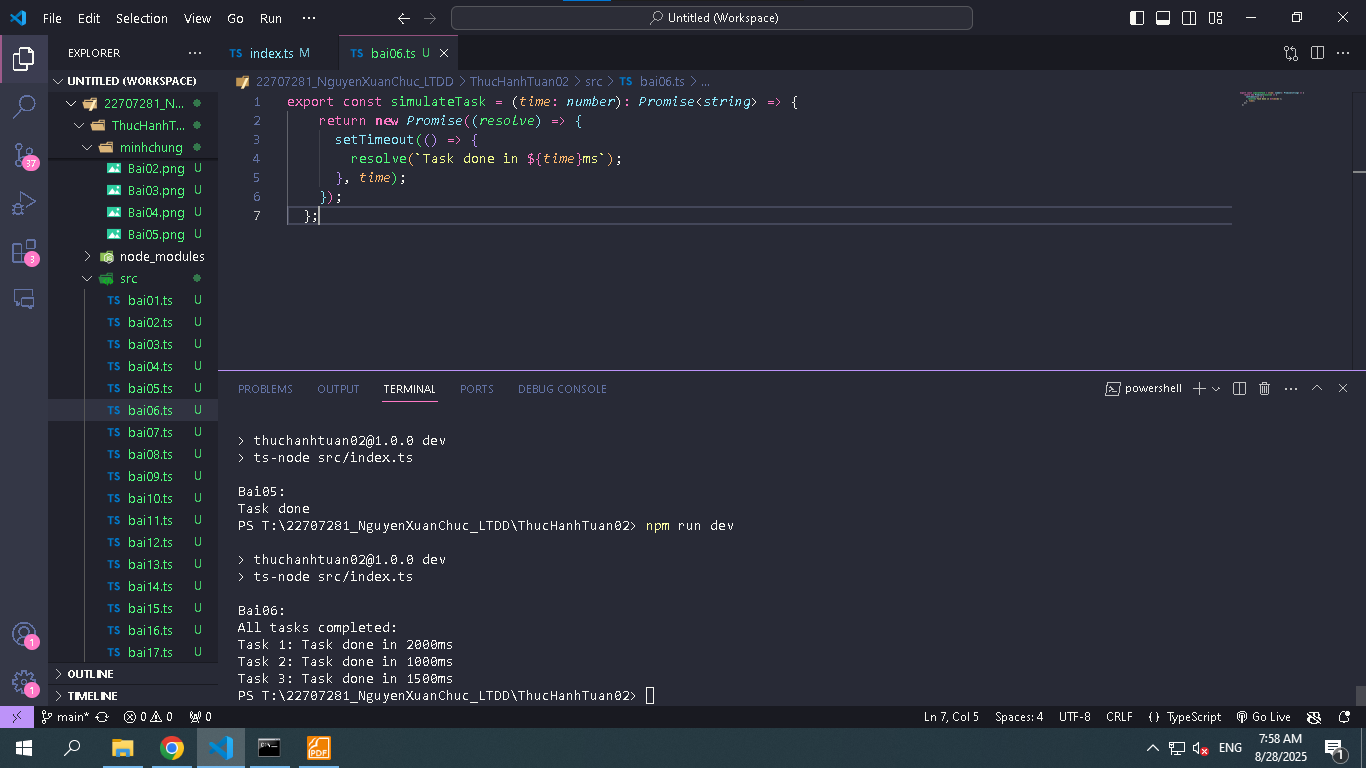 File Edit Selection View Go Run ··· Untitled (Workspace)
EXPLORER ···
TS index.ts M TS bai06.ts U
UNTITLED (WORKSPACE)
22707281_N...
ThucHanhT...
minhchung
Bai02.png U
Bai03.png U
Bai04.png U
Bai05.png U
node_modules
src
TS bai01.ts U
TS bai02.ts U
TS bai03.ts U
TS bai04.ts U
TS bai05.ts U
TS bai06.ts U
TS bai07.ts U
TS bai08.ts U
TS bai09.ts U
TS bai10.ts U
TS bai11.ts U
TS bai12.ts U
TS bai13.ts U
TS bai14.ts U
TS bai15.ts U
TS bai16.ts U
TS bai17.ts U
OUTLINE
TIMELINE
37
3
1
1
22707281_NguyenXuanChuc_LTDD > ThucHanhTuan02 > src > TS bai06.ts > ...
1 export const simulateTask = (time: number): Promise<string> => {
2 return new Promise((resolve) => {
3 setTimeout(() => {
4 resolve(`Task done in ${time}ms`);
5 }, time);
6 });
7 };
PROBLEMS OUTPUT TERMINAL PORTS DEBUG CONSOLE powershell
> thuchanhtuan02@1.0.0 dev
> ts-node src/index.ts
Bai05:
Task done
PS T:\22707281_NguyenXuanChuc_LTDD\ThucHanhTuan02> npm run dev
> thuchanhtuan02@1.0.0 dev
> ts-node src/index.ts
Bai06:
All tasks completed:
Task 1: Task done in 2000ms
Task 2: Task done in 1000ms
Task 3: Task done in 1500ms
PS T:\22707281_NguyenXuanChuc_LTDD\ThucHanhTuan02>
main* 0 0 0 Ln 7, Col 5 Spaces: 4 UTF-8 CRLF {} TypeScript Go Live
PDF
ENG
7:58 AM
8/28/2025
1